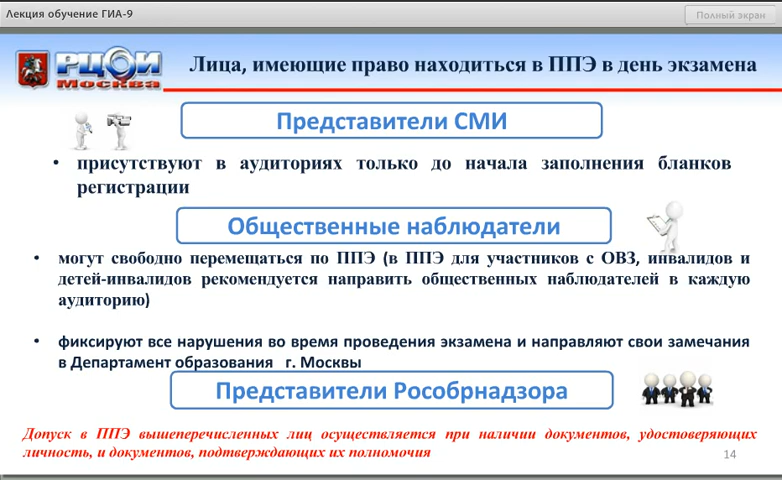 Лекция обучение ГИА-9
Полный экран
РЦОИ
Москва
Лица, имеющие право находиться в ППЭ в день экзамена
Представители СМИ
• присутствуют в аудиториях только до начала заполнения бланков
регистрации
Общественные наблюдатели
• могут свободно перемещаться по ППЭ (в ППЭ для участников с ОВЗ, инвалидов и
детей-инвалидов рекомендуется направить общественных наблюдателей в каждую
аудиторию)
• фиксируют все нарушения во время проведения экзамена и направляют свои замечания
в Департамент образования г. Москвы
Представители Рособрнадзора
Допуск в ППЭ вышеперечисленных лиц осуществляется при наличии документов, удостоверяющих
личность, и документов, подтверждающих их полномочия
14